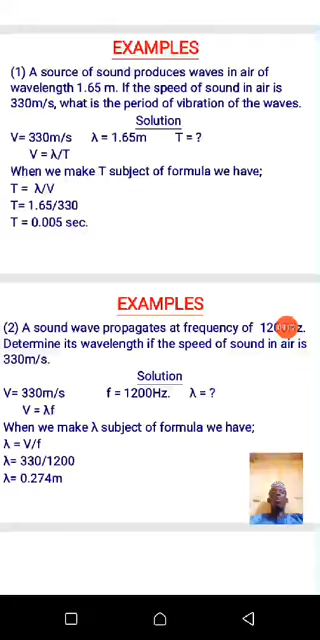 EXAMPLES
(1) A source of sound produces waves in air of
wavelength 1.65 m. If the speed of sound in air is
330m/s, what is the period of vibration of the waves.
Solution
V= 330m/s λ = 1.65m T= ?
V = λ/T
When we make T subject of formula we have;
T = λ/V
T= 1.65/330
T = 0.005 sec.
EXAMPLES
(2) A sound wave propagates at frequency of
Determine its wavelength if the speed of sound in air is
330m/s.
Solution
V= 330m/s f = 1200Hz. λ = ?
V = λf
When we make λ subject of formula we have;
λ = V/f
λ= 330/1200
λ= 0.274m